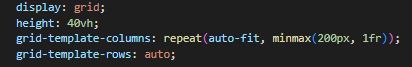 display: grid;
height: 40vh;
grid-template-columns: repeat(auto-fit, minmax(200px, 1fr));
grid-template-rows: auto;